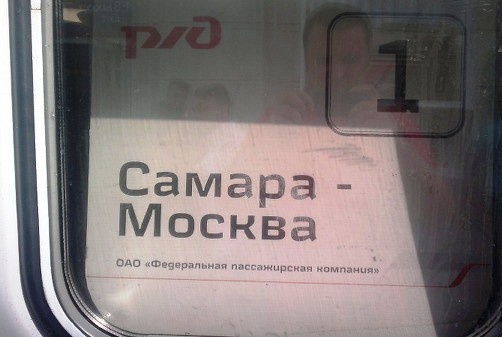 ржд
1
Самара -
Москва
ОАО «Федеральная пассажирская компания»